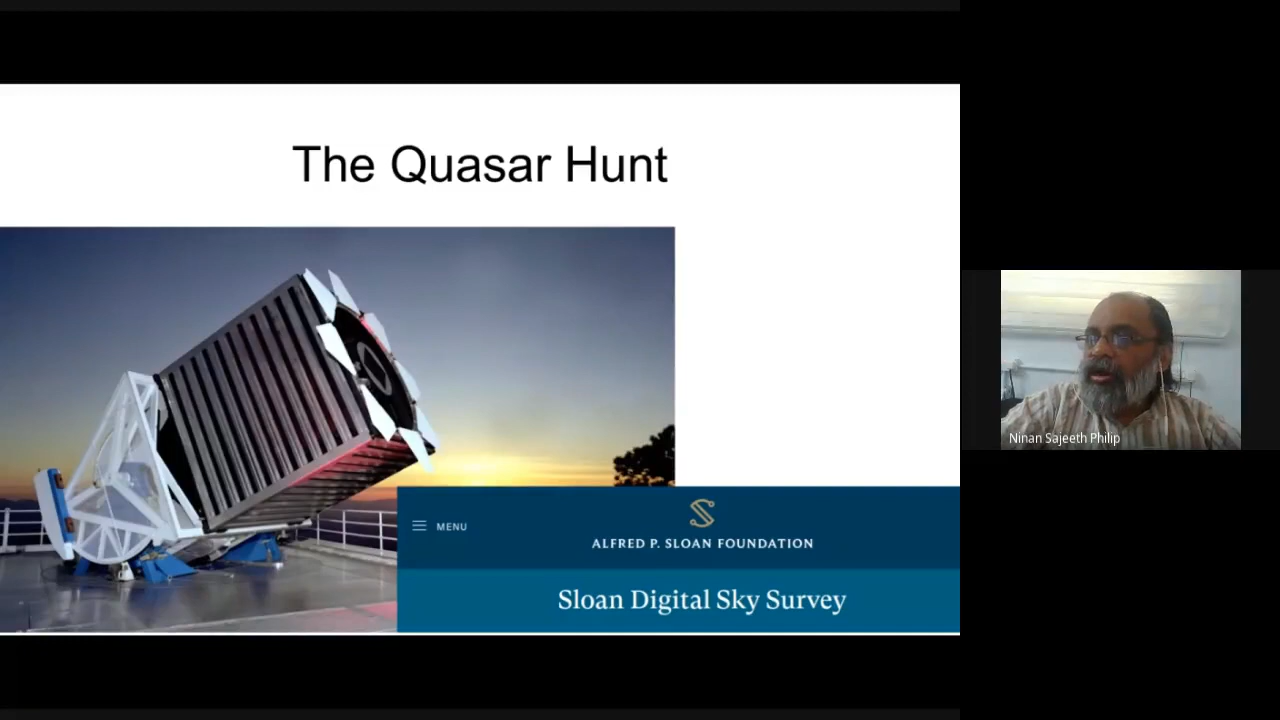 The Quasar Hunt
MENU
ALFRED P. SLOAN FOUNDATION
Sloan Digital Sky Survey
Ninan Sajeeth Philip